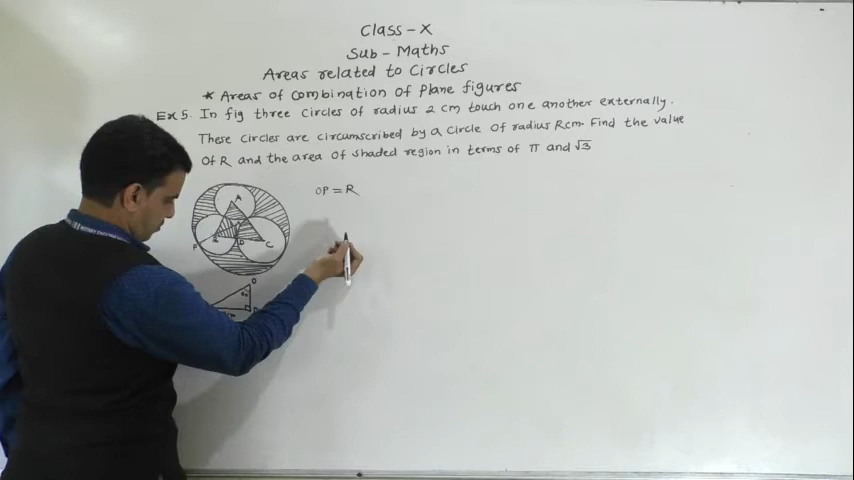 Class - X
Sub - Maths
Areas related to Circles
* Areas of Combination of Plane figures
Ex 5. In fig three Circles of radius 2 cm touch one another externally.
These circles are circumscribed by a Circle of radius R cm. Find the value
Of R and the area of shaded region in terms of π and √3
OP = R
A
B
D
C
P
O